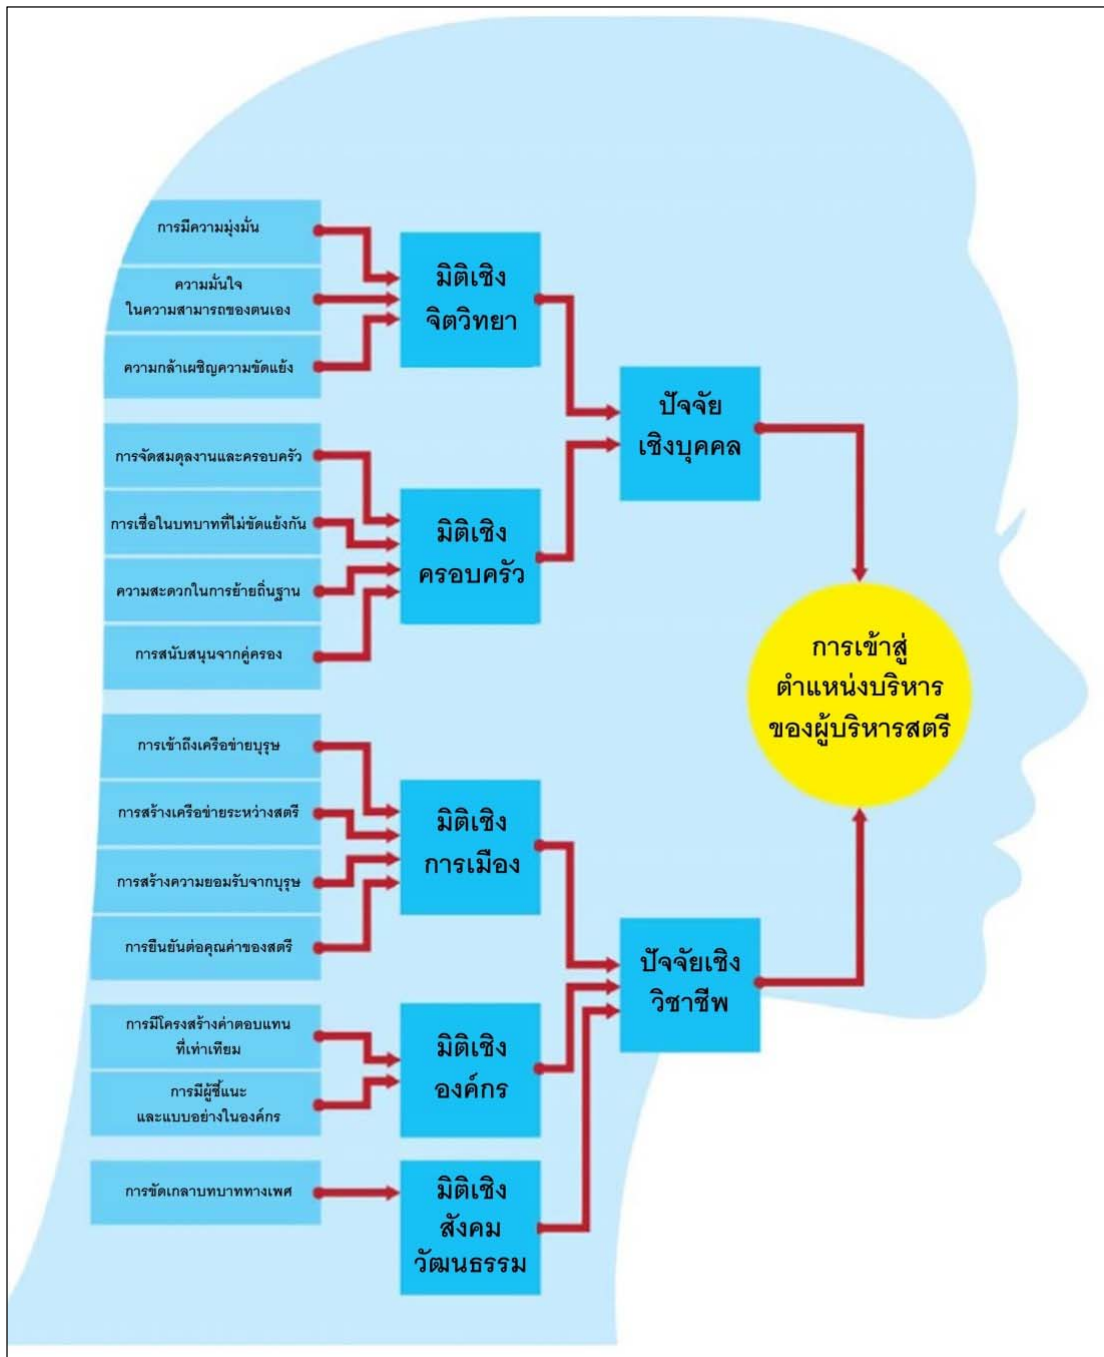 การมีความมุ่งมั่น
ความมั่นใจ
ในความสามารถของตนเอง
ความกล้าเผชิญความขัดแย้ง
มิติเชิง
จิตวิทยา
การจัดสมดุลงานและครอบครัว
การเชื่อในบทบาทที่ไม่ขัดแย้งกัน
ความสะดวกในการย้ายถิ่นฐาน
การสนับสนุนจากคู่ครอง
มิติเชิง
ครอบครัว
ปัจจัย
เชิงบุคคล
การเข้าถึงเครือข่ายบุรุษ
การสร้างเครือข่ายระหว่างสตรี
การสร้างความยอมรับจากบุรุษ
การยืนยันต่อคุณค่าของสตรี
มิติเชิง
การเมือง
การมีโครงสร้างค่าตอบแทน
ที่เท่าเทียม
การมีผู้ชี้แนะ
และแบบอย่างในองค์กร
มิติเชิง
องค์กร
การขัดเกลาบทบาททางเพศ
มิติเชิง
สังคม
วัฒนธรรม
ปัจจัยเชิง
วิชาชีพ
การเข้าสู่
ตำแหน่งบริหาร
ของผู้บริหารสตรี